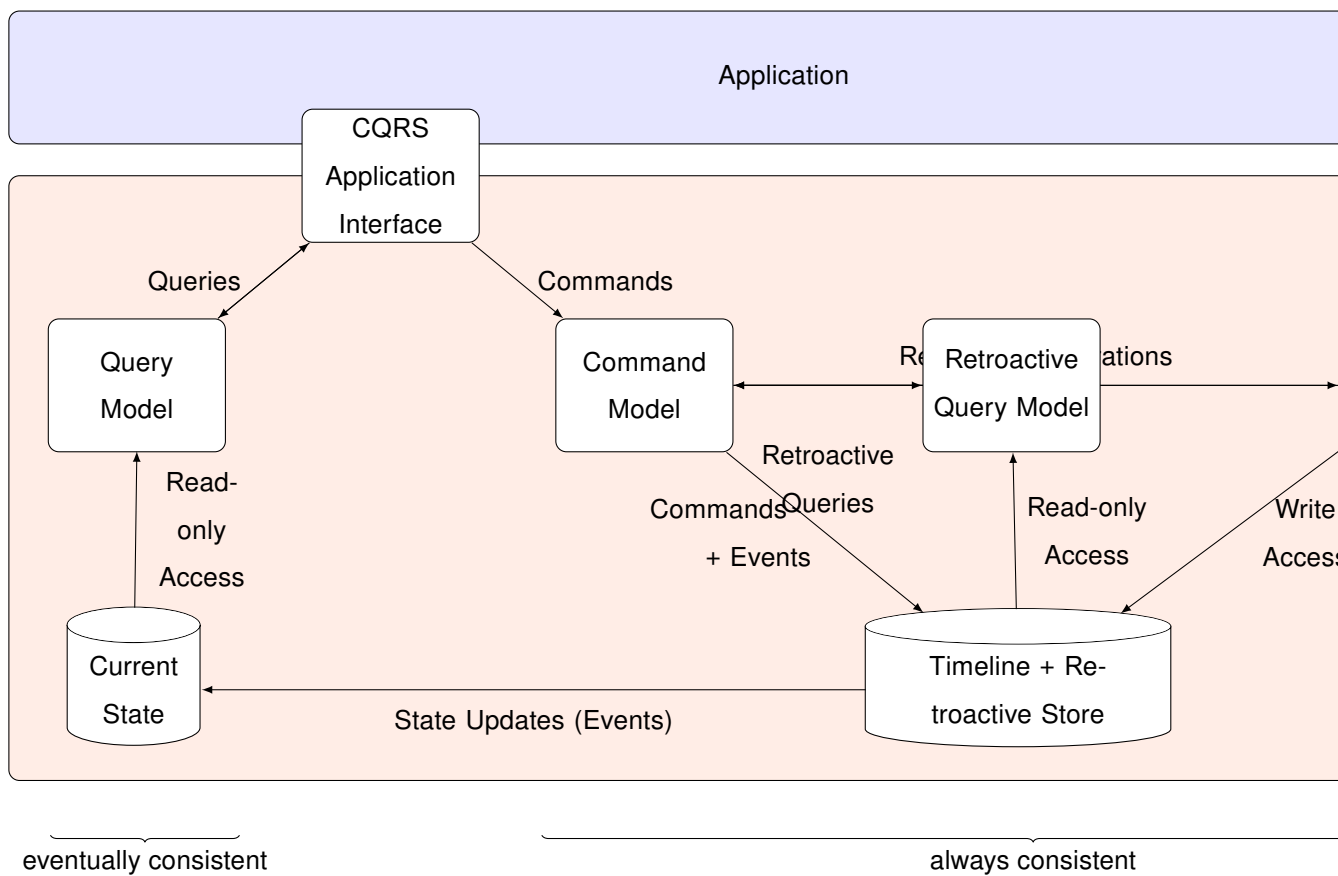 Application
CQRS
Application
Interface
Queries
Commands
Query
Model
Command
Model
Re
Retroactive
Query Model
ations
Read-
only
Access
Retroactive
Queries
Commands
+ Events
Read-only
Access
Write
Access
Current
State
Timeline + Re-
troactive Store
State Updates (Events)
eventually consistent
always consistent